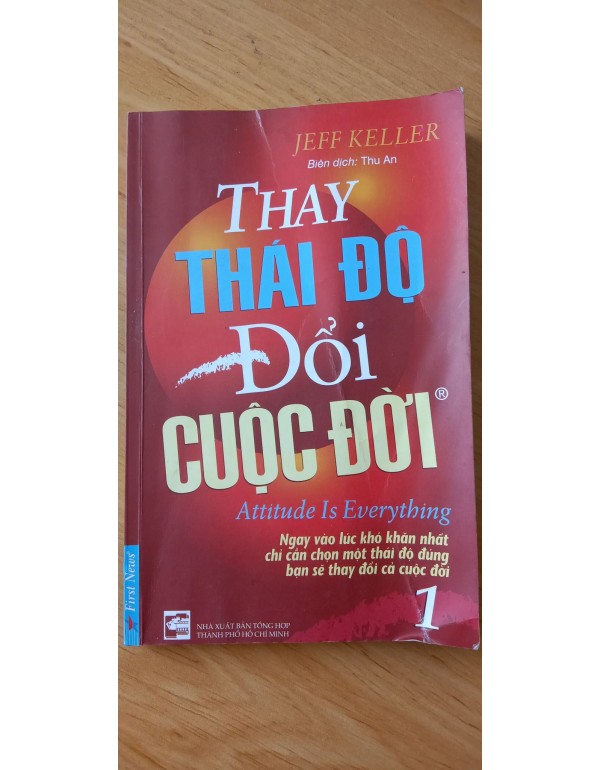 JEFF KELLER
Biên dịch: Thu An
THAY
THÁI ĐỘ
ĐỔI
CUỘC ĐỜI®
Attitude Is Everything
Ngay vào lúc khó khăn nhất
chỉ cần chọn một thái độ đúng
bạn sẽ thay đổi cả cuộc đời
1
First News®
NHÀ XUẤT BẢN TỔNG HỢP
THÀNH PHỐ HỒ CHÍ MINH